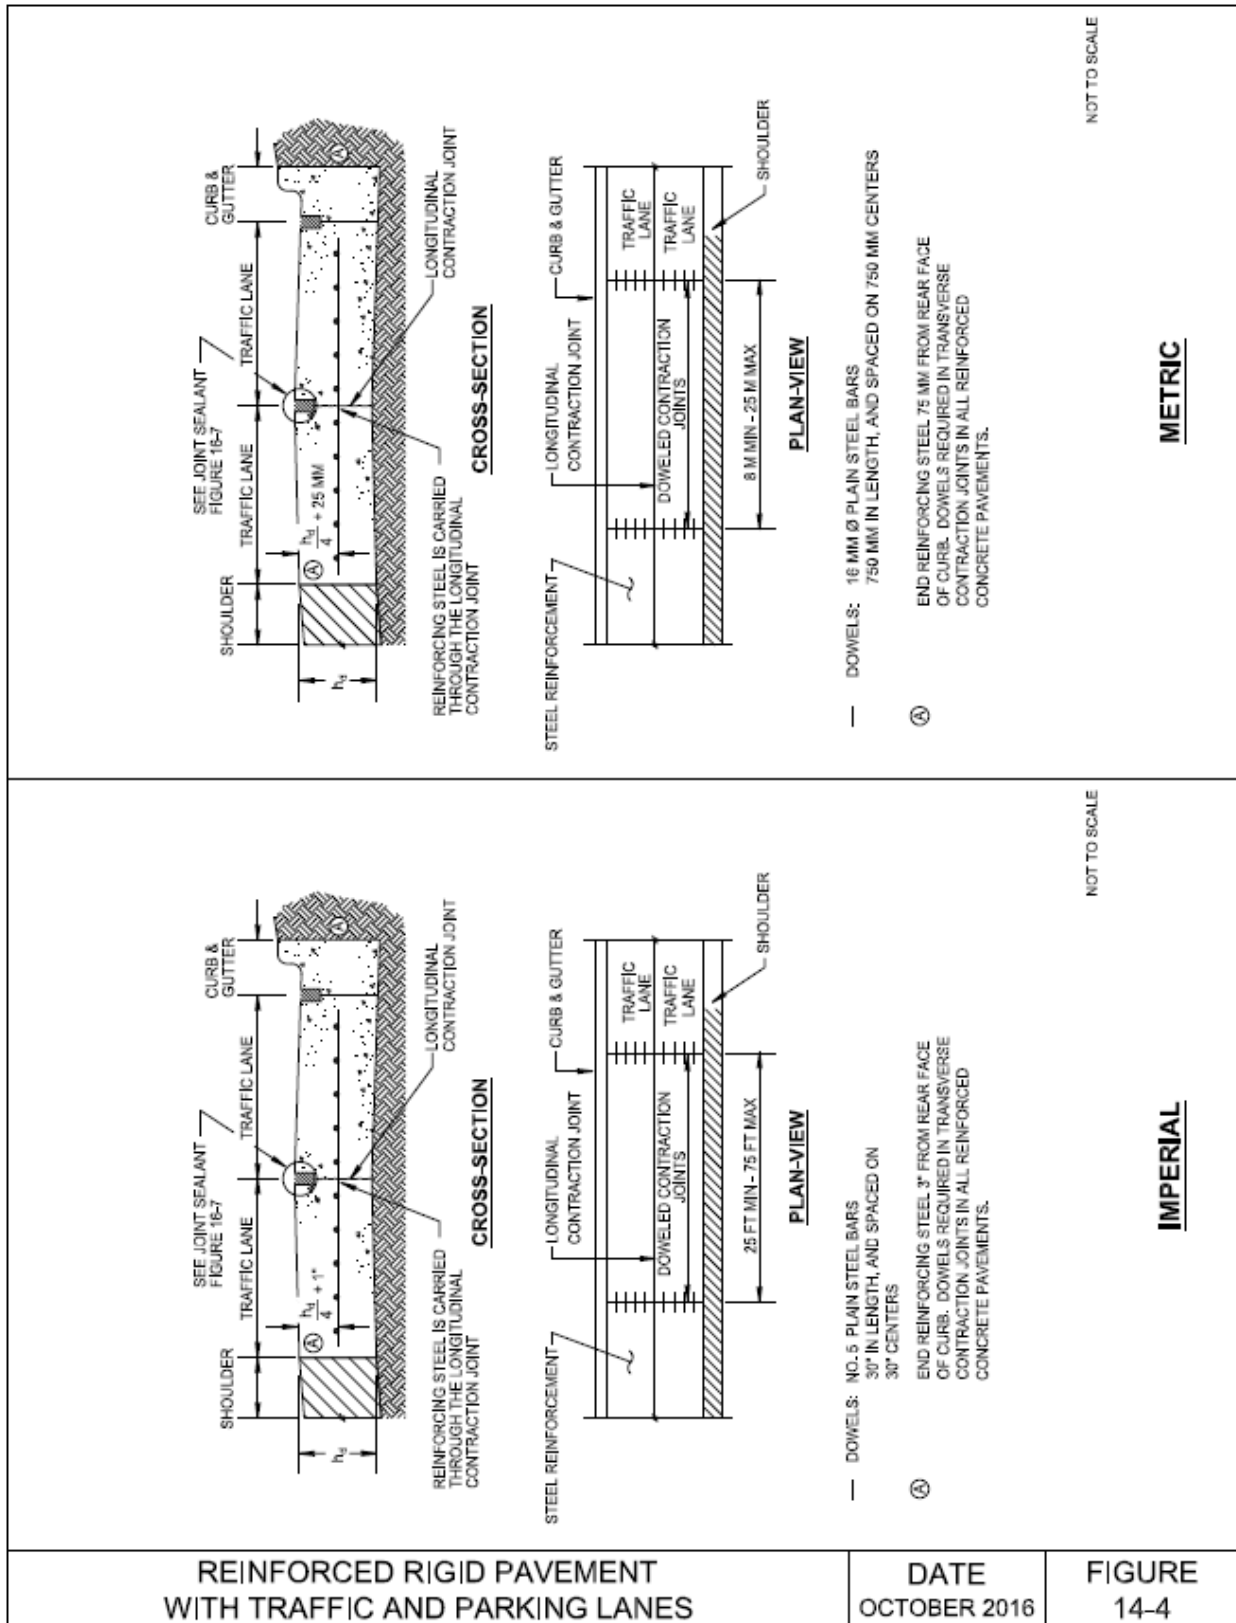 SEE JOINT SEALANT
FIGURE 16-7
SHOULDER
TRAFFIC LANE
TRAFFIC LANE
CURB &
GUTTER
hd
hd
4
+ 25 MM
A
A
REINFORCING STEEL IS CARRIED
THROUGH THE LONGITUDINAL
CONTRACTION JOINT
LONGITUDINAL
CONTRACTION JOINT
CROSS-SECTION
STEEL REINFORCEMENT
LONGITUDINAL
CONTRACTION JOINT
CURB & GUTTER
DOWELED CONTRACTION
JOINTS
TRAFFIC
LANE
TRAFFIC
LANE
SHOULDER
8 M MIN - 25 M MAX
PLAN-VIEW
DOWELS: 16 MM Ø PLAIN STEEL BARS
750 MM IN LENGTH, AND SPACED ON 750 MM CENTERS
A END REINFORCING STEEL 75 MM FROM REAR FACE
OF CURB. DOWELS REQUIRED IN TRANSVERSE
CONTRACTION JOINTS IN ALL REINFORCED
CONCRETE PAVEMENTS.
NOT TO SCALE
METRIC
SEE JOINT SEALANT
FIGURE 16-7
SHOULDER
TRAFFIC LANE
TRAFFIC LANE
CURB &
GUTTER
hd
hd
4
+ 1"
A
A
REINFORCING STEEL IS CARRIED
THROUGH THE LONGITUDINAL
CONTRACTION JOINT
LONGITUDINAL
CONTRACTION JOINT
CROSS-SECTION
STEEL REINFORCEMENT
LONGITUDINAL
CONTRACTION JOINT
CURB & GUTTER
DOWELED CONTRACTION
JOINTS
TRAFFIC
LANE
TRAFFIC
LANE
SHOULDER
25 FT MIN - 75 FT MAX
PLAN-VIEW
DOWELS: NO. 5 PLAIN STEEL BARS
30" IN LENGTH, AND SPACED ON
30" CENTERS
A END REINFORCING STEEL 3" FROM REAR FACE
OF CURB. DOWELS REQUIRED IN TRANSVERSE
CONTRACTION JOINTS IN ALL REINFORCED
CONCRETE PAVEMENTS.
NOT TO SCALE
IMPERIAL
REINFORCED RIGID PAVEMENT
WITH TRAFFIC AND PARKING LANES
DATE
OCTOBER 2016
FIGURE
14-4